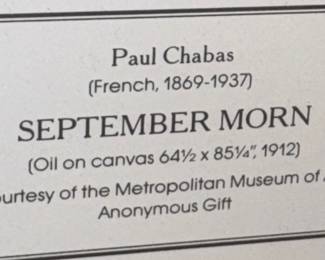 Paul Chabas
(French, 1869-1937)
SEPTEMBER MORN
(Oil on canvas 64½ x 85¼", 1912)
urtesy of the Metropolitan Museum of
Anonymous Gift